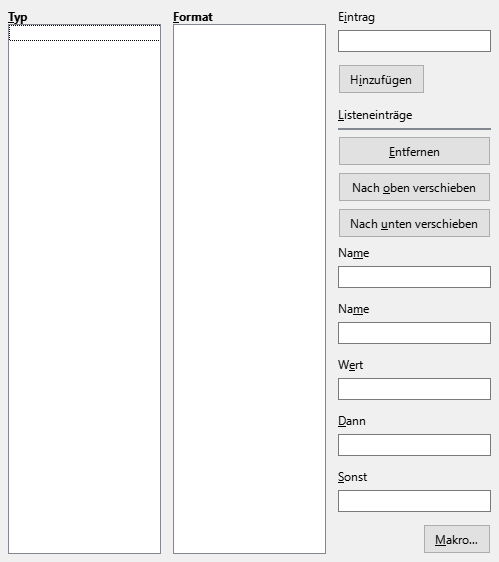 Typ
Format
Eintrag
Hinzufügen
Listeneinträge
Entfernen
Nach oben verschieben
Nach unten verschieben
Name
Name
Wert
Dann
Sonst
Makro...